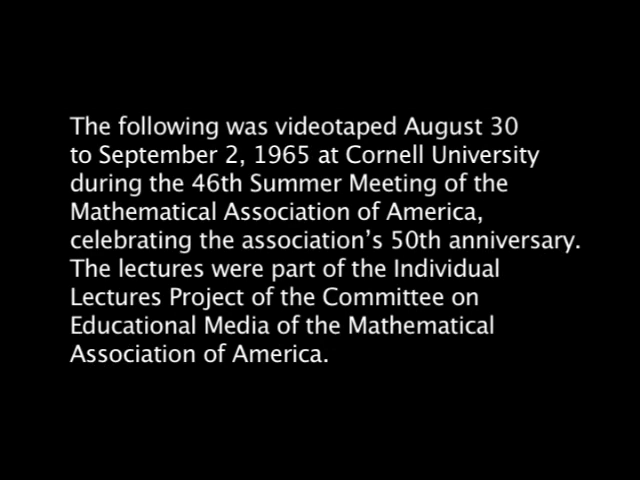 The following was videotaped August 30
to September 2, 1965 at Cornell University
during the 46th Summer Meeting of the
Mathematical Association of America,
celebrating the association’s 50th anniversary.
The lectures were part of the Individual
Lectures Project of the Committee on
Educational Media of the Mathematical
Association of America.